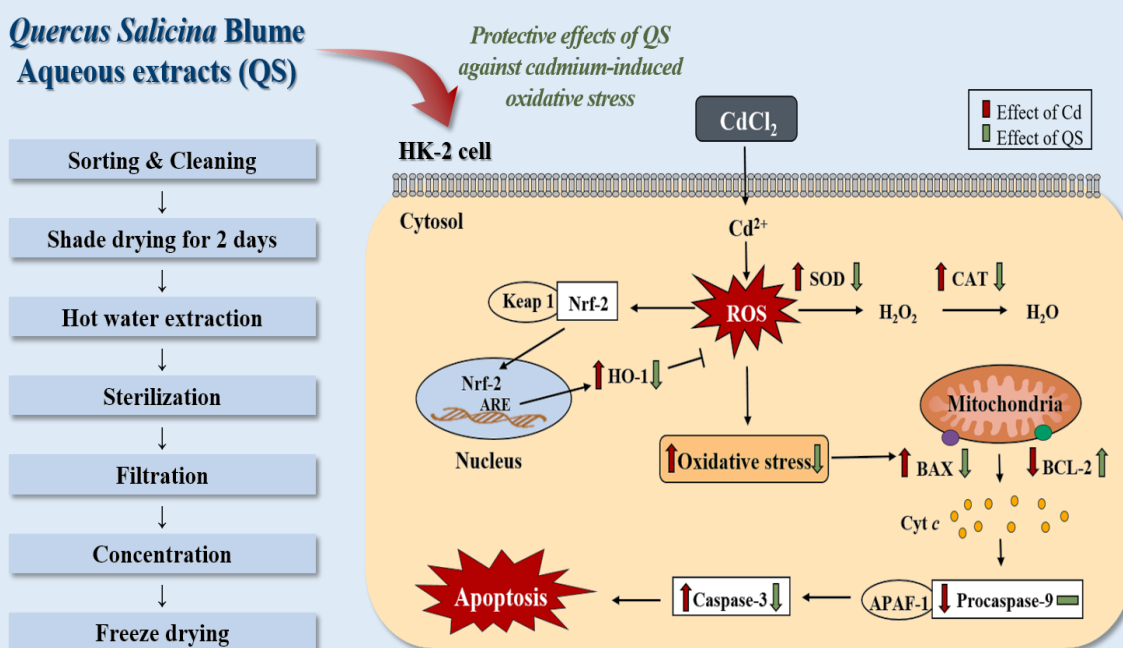 Quercus Salicina Blume
Aqueous extracts (QS)
Sorting & Cleaning
Shade drying for 2 days
Hot water extraction
Sterilization
Filtration
Concentration
Freeze drying
Protective effects of QS
against cadmium-induced
oxidative stress
HK-2 cell
CdCl₂
Effect of Cd
Effect of QS
Cytosol
Cd²⁺
SOD
CAT
Keap 1
Nrf-2
ROS
H₂O₂
H₂O
Nrf-2
ARE
HO-1
Nucleus
Mitochondria
Oxidative stress
BAX
BCL-2
Cyt c
Apoptosis
Caspase-3
APAF-1
Procaspase-9